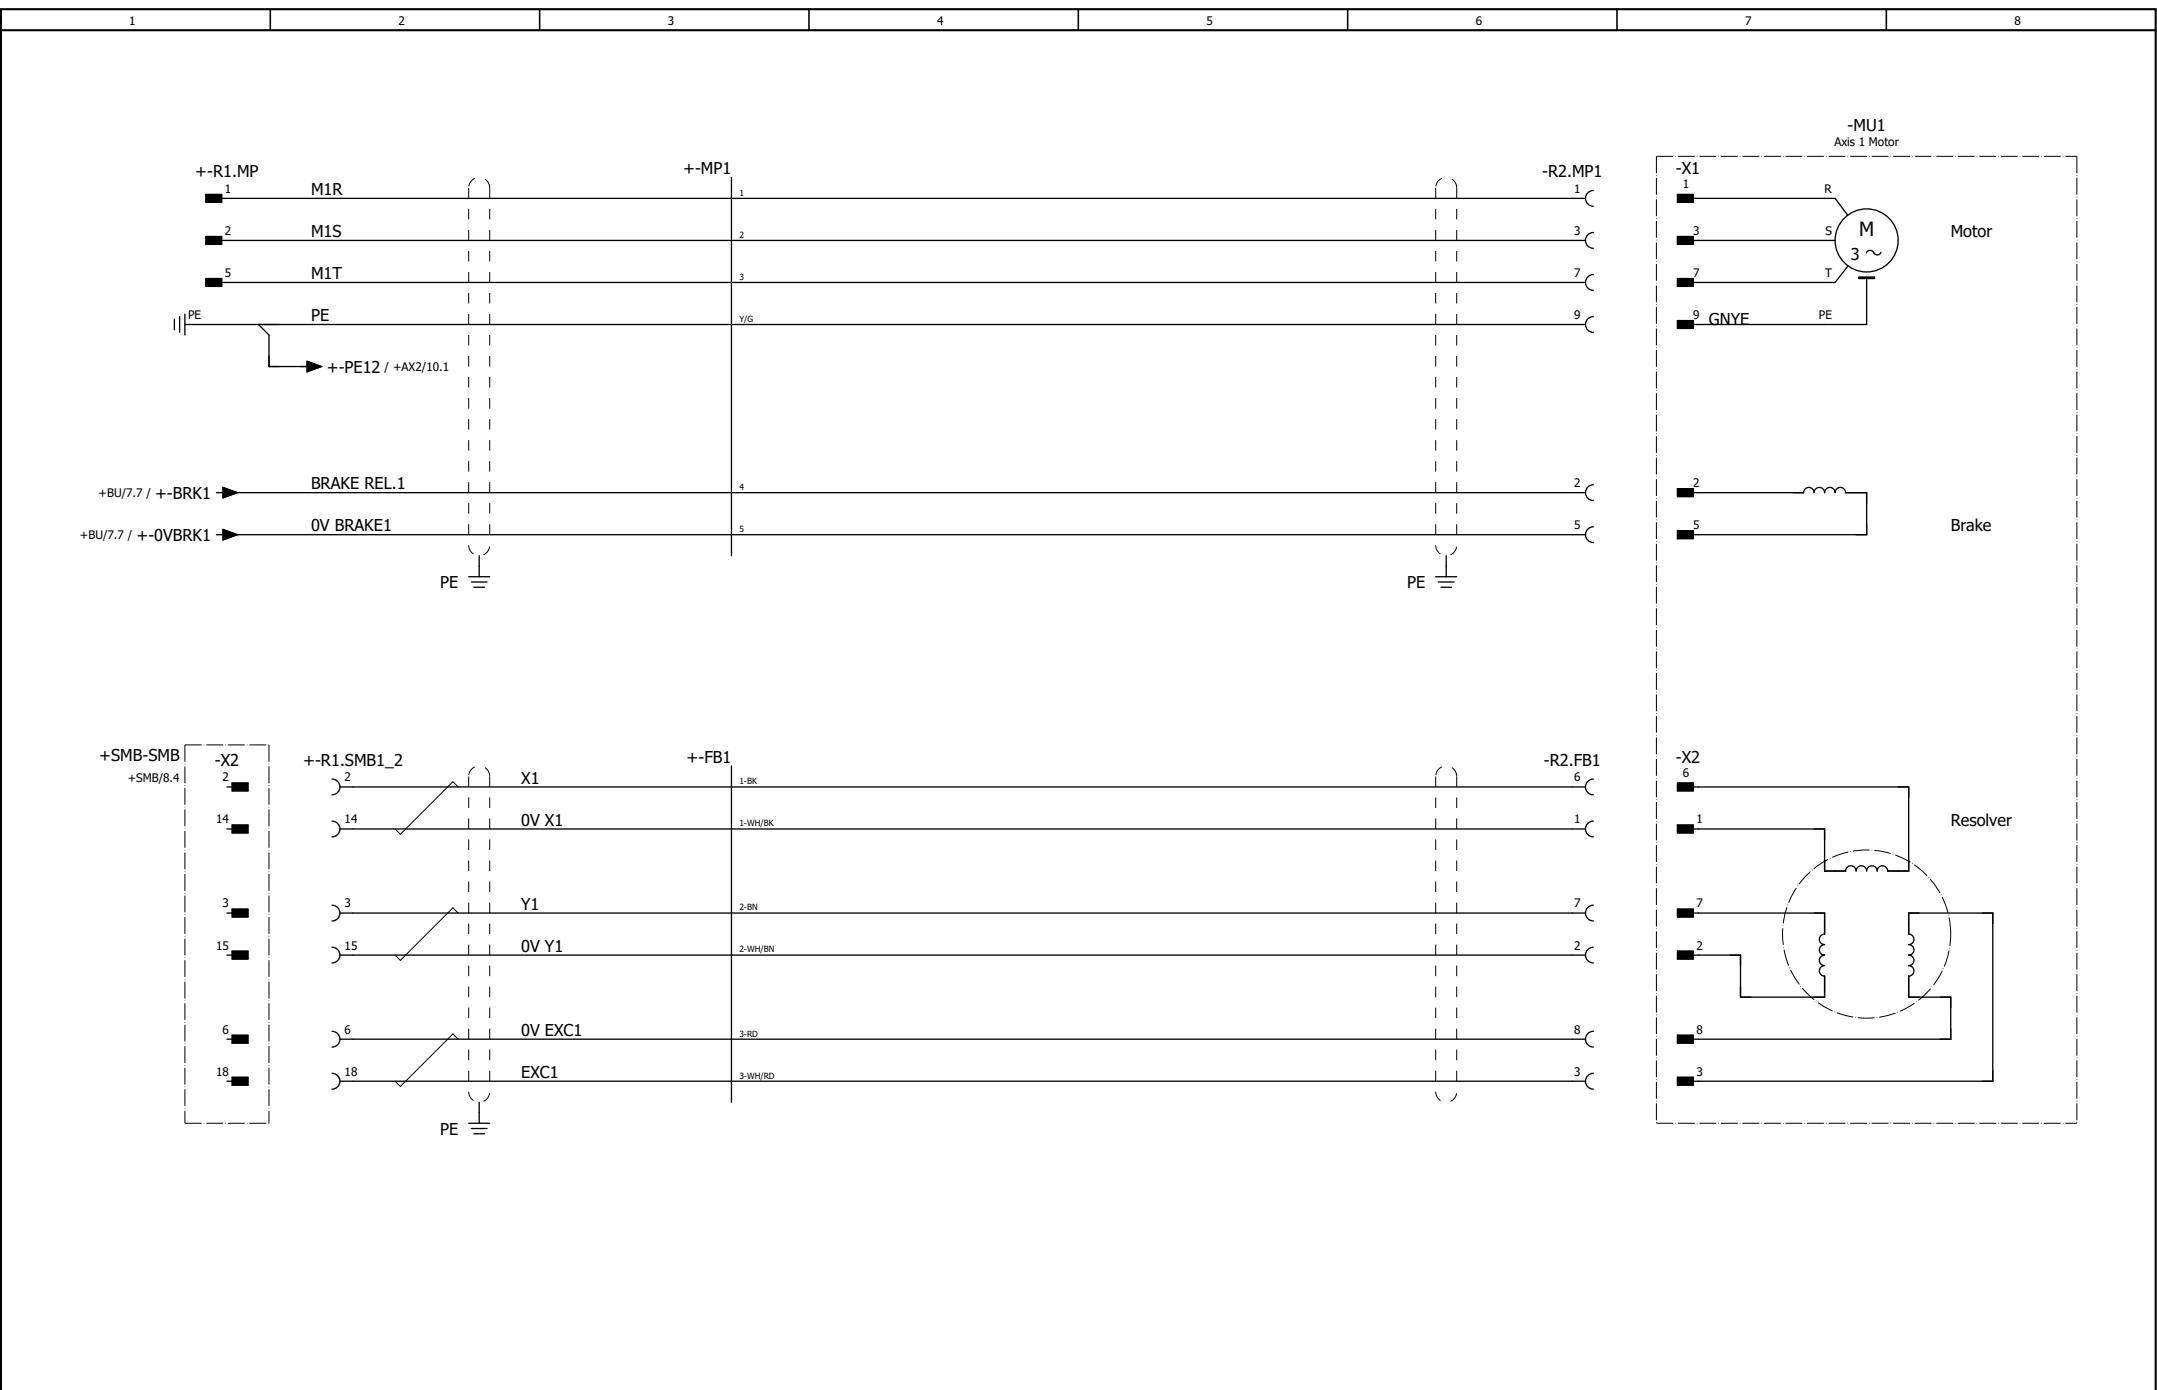 1 2 3 4 5 6 7 8
-MU1
Axis 1 Motor
+-R1.MP +-MP1 -R2.MP1 -X1
1 M1R 1 1 1 R
2 M1S 2 3 3 S M 3 ~ Motor
5 M1T 3 7 7 T
PE PE Y/G 9 9 GNYE PE
+-PE12 / +AX2/10.1
+BU/7.7 / +-BRK1 BRAKE REL.1 4 2 2
+BU/7.7 / +-0VBRK1 0V BRAKE1 5 5 5 Brake
PE PE
+SMB-SMB -X2 +-R1.SMB1_2 +-FB1 -R2.FB1 -X2
+SMB/8.4 2 2 X1 1-BK 6 6
14 14 0V X1 1-WH/BK 1 1 Resolver
3 3 Y1 2-BN 7 7
15 15 0V Y1 2-WH/BN 2 2
6 6 0V EXC1 3-RD 8 8
18 18 EXC1 3-WH/RD 3 3
PE